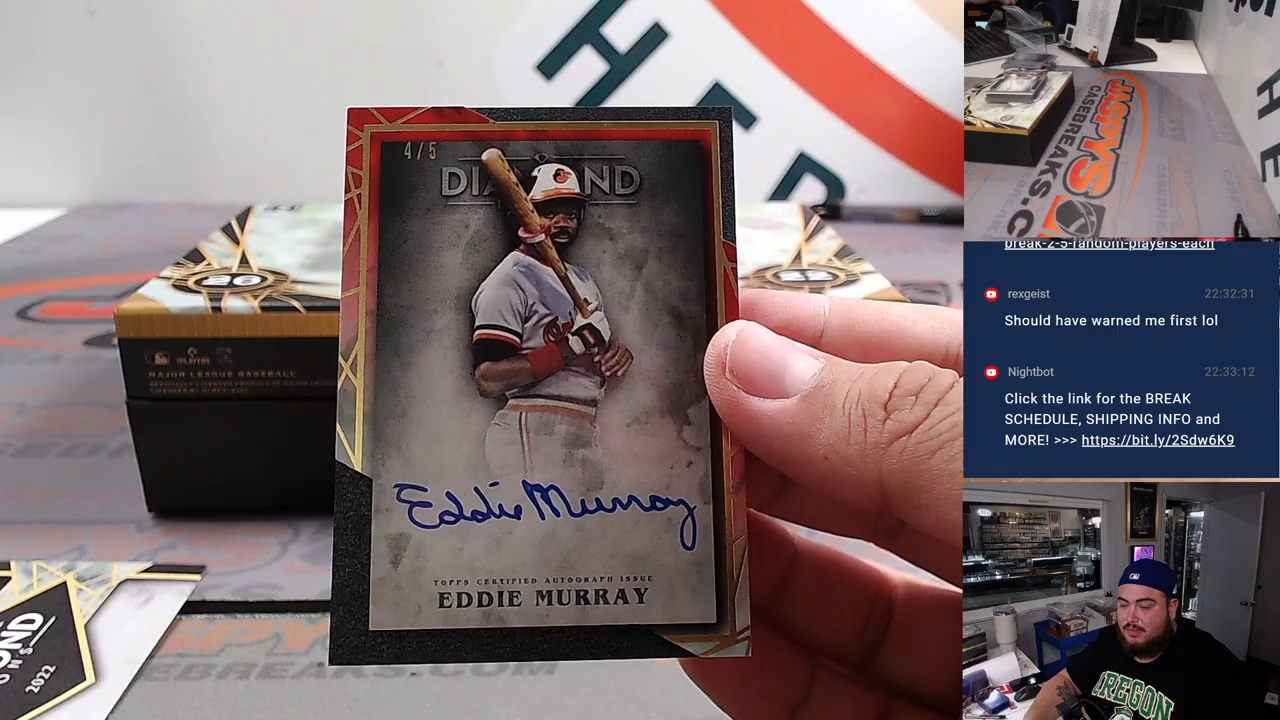 4/5
DIAMOND
Eddie Murray
TOPPS CERTIFIED AUTOGRAPH ISSUE
EDDIE MURRAY
MAJOR LEAGUE BASEBALL
2022
JASPYS
CASEBREAKS.C
break-2-5-random-players-each
rexgeist 22:32:31
Should have warned me first lol
Nightbot 22:33:12
Click the link for the BREAK
SCHEDULE, SHIPPING INFO and
MORE! >>> https://bit.ly/2Sdw6K9
OREGON